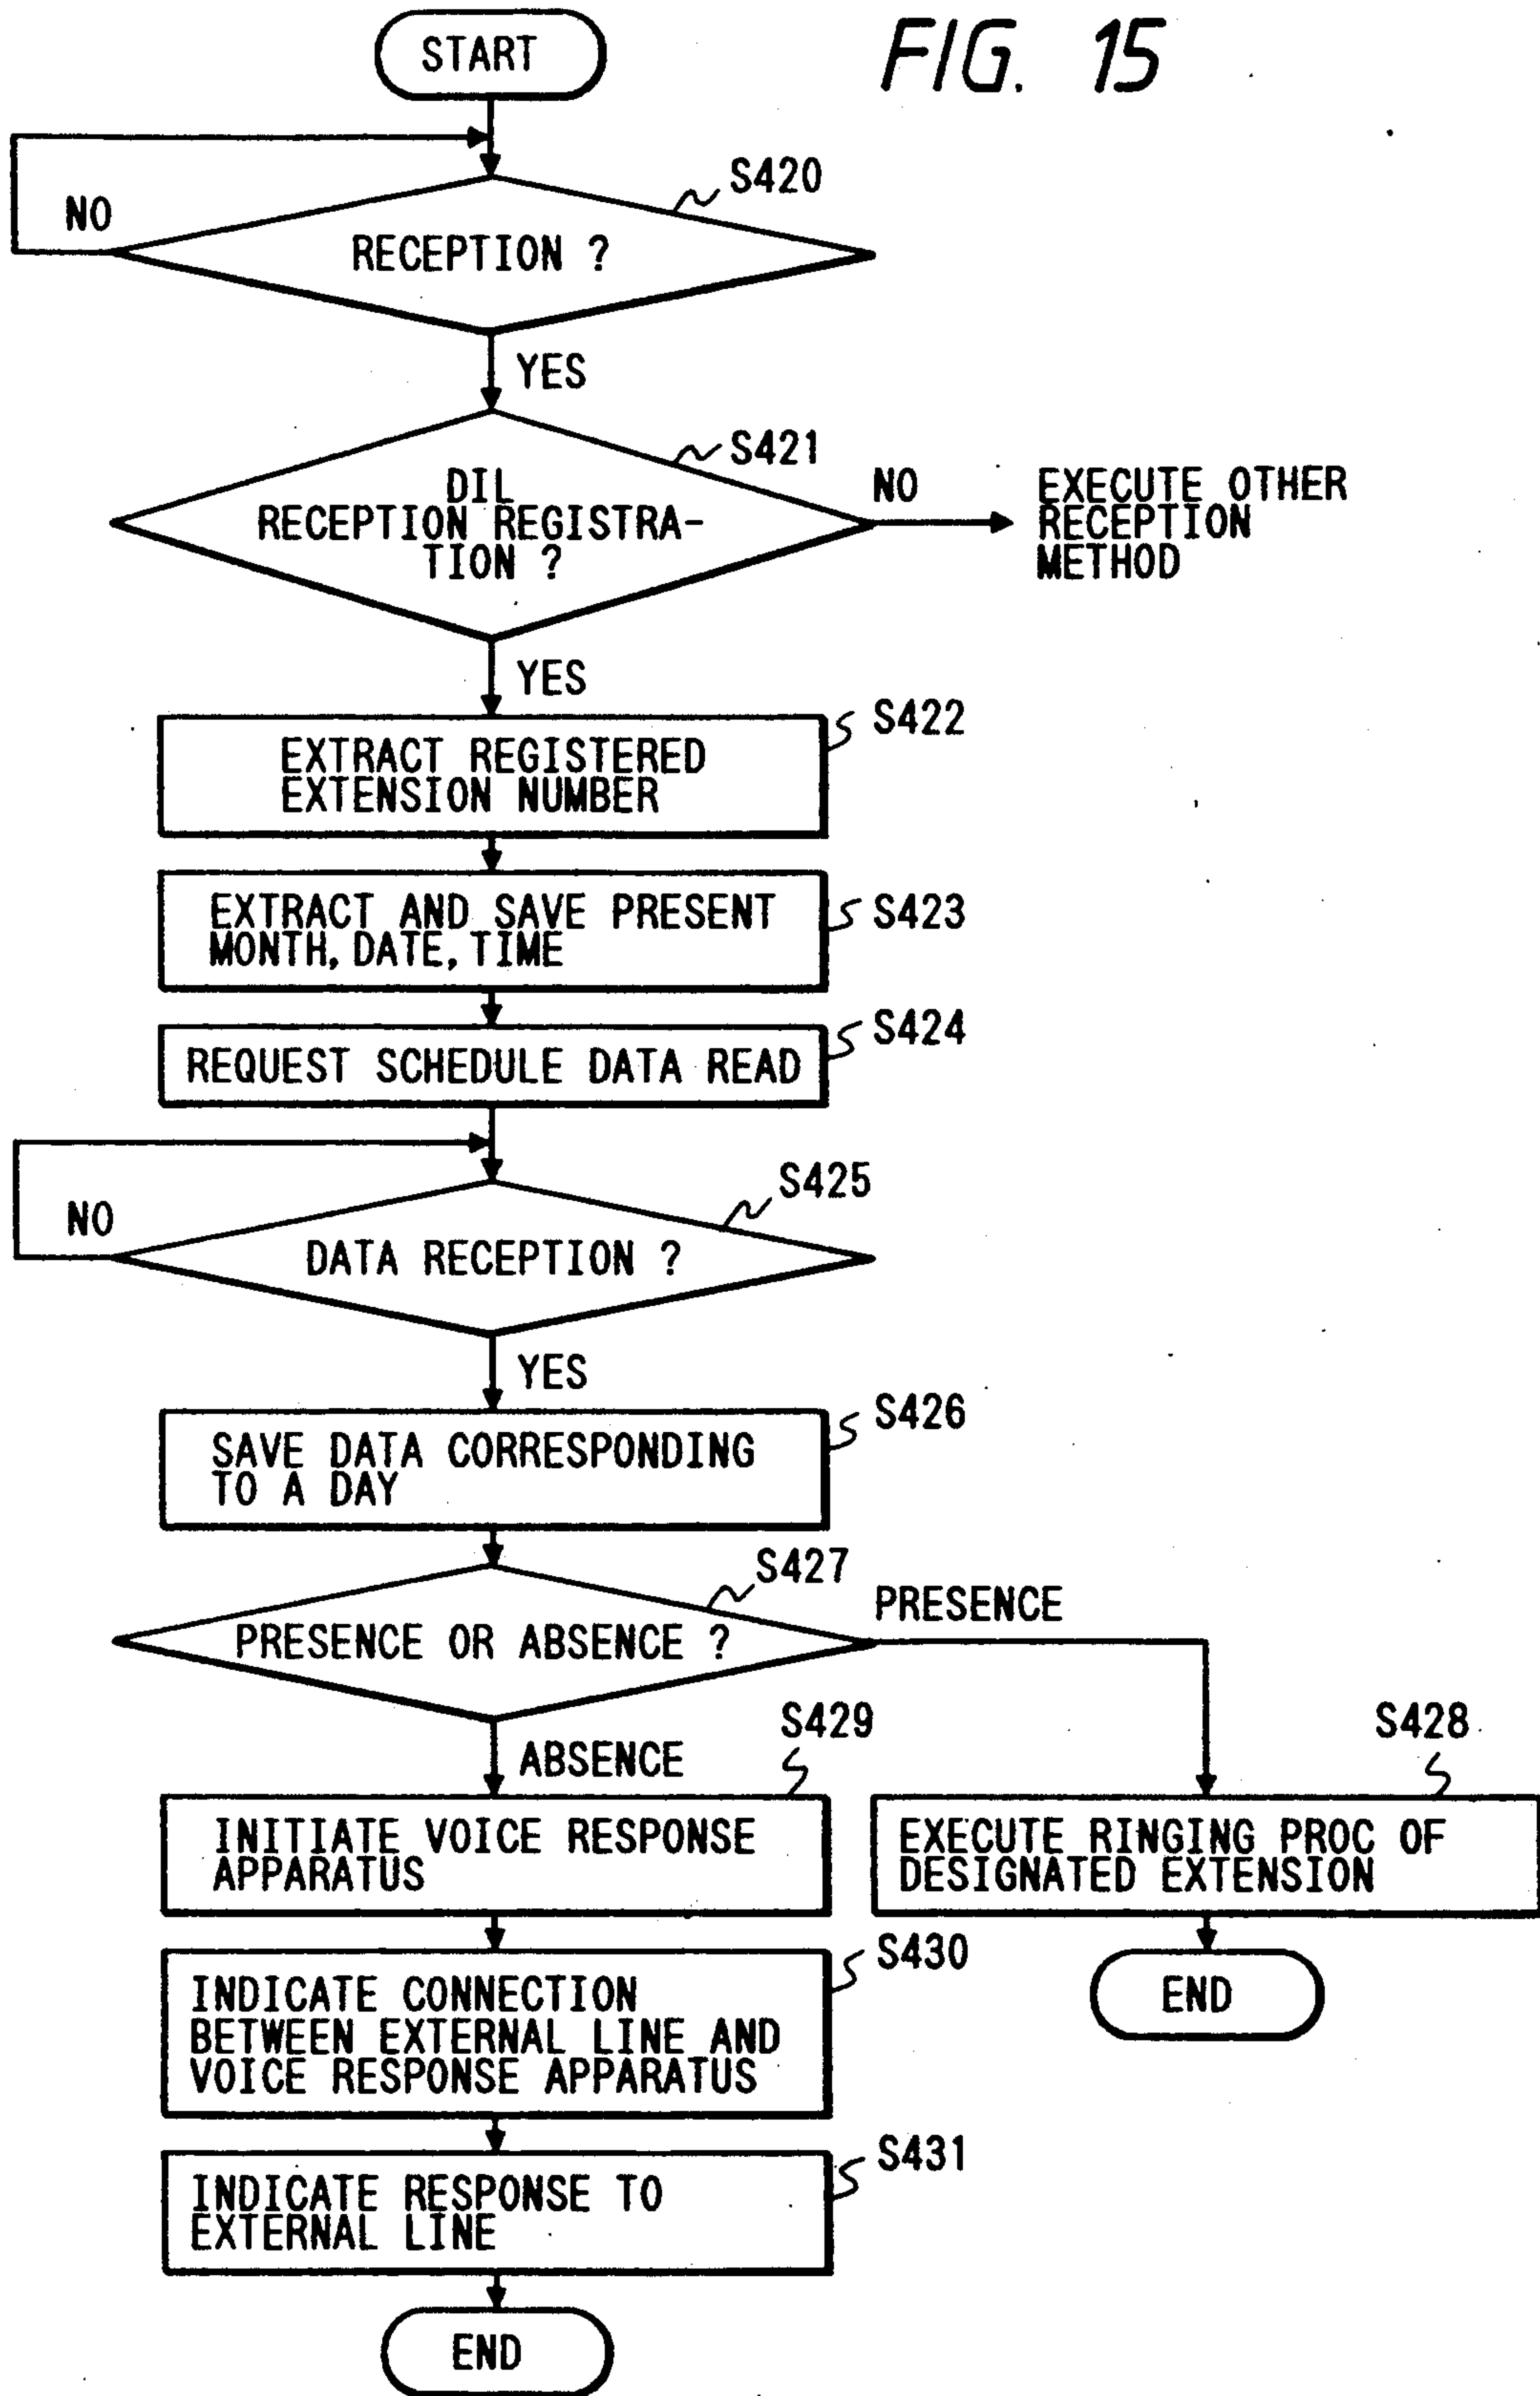 FIG. 15
START
S420
NO
RECEPTION ?
YES
S421
DIL
RECEPTION REGISTRA-
TION ?
NO
EXECUTE OTHER
RECEPTION
METHOD
YES
S422
EXTRACT REGISTERED
EXTENSION NUMBER
S423
EXTRACT AND SAVE PRESENT
MONTH, DATE, TIME
S424
REQUEST SCHEDULE DATA READ
S425
NO
DATA RECEPTION ?
YES
S426
SAVE DATA CORRESPONDING
TO A DAY
S427
PRESENCE
PRESENCE OR ABSENCE ?
ABSENCE
S429
INITIATE VOICE RESPONSE
APPARATUS
S428
EXECUTE RINGING PROC OF
DESIGNATED EXTENSION
END
S430
INDICATE CONNECTION
BETWEEN EXTERNAL LINE AND
VOICE RESPONSE APPARATUS
S431
INDICATE RESPONSE TO
EXTERNAL LINE
END